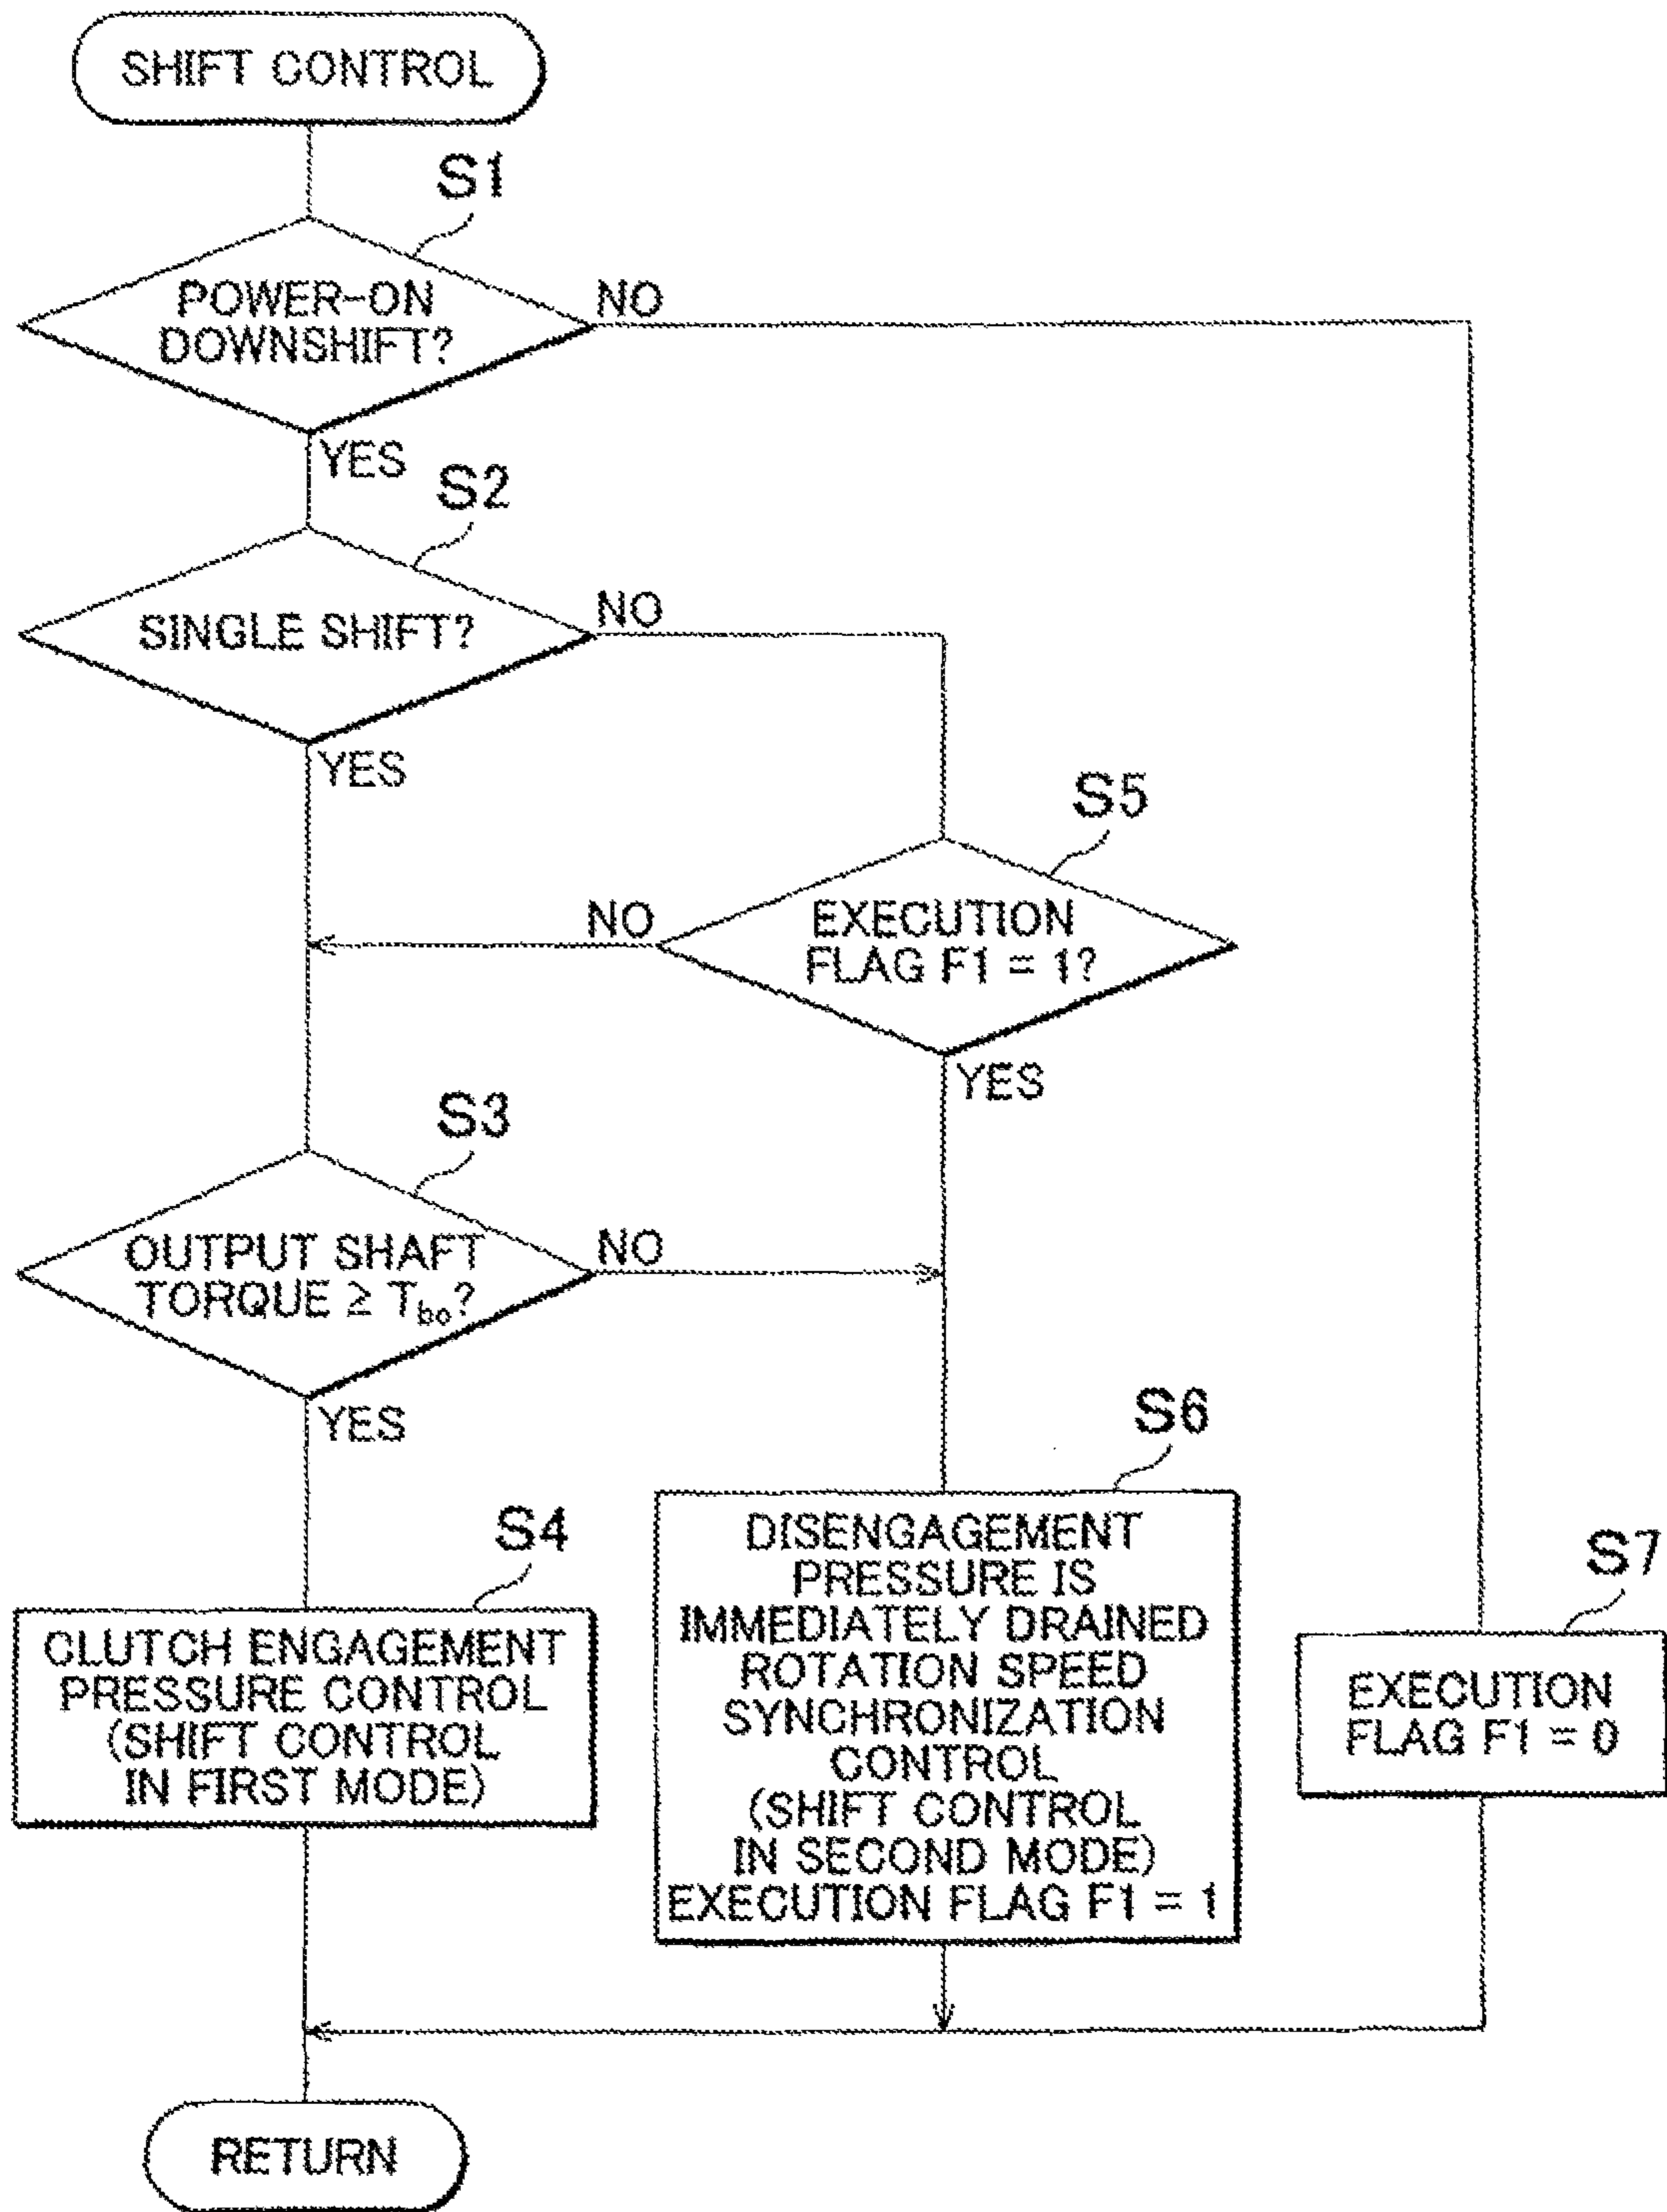 SHIFT CONTROL
S1
POWER-ON
DOWNSHIFT?
NO
YES
S2
SINGLE SHIFT?
NO
YES
S5
EXECUTION
FLAG F1 = 1?
NO
YES
S3
OUTPUT SHAFT
TORQUE ≥ Tbo?
NO
YES
S4
CLUTCH ENGAGEMENT
PRESSURE CONTROL
(SHIFT CONTROL
IN FIRST MODE)
S6
DISENGAGEMENT
PRESSURE IS
IMMEDIATELY DRAINED
ROTATION SPEED
SYNCHRONIZATION
CONTROL
(SHIFT CONTROL
IN SECOND MODE)
EXECUTION FLAG F1 = 1
S7
EXECUTION
FLAG F1 = 0
RETURN